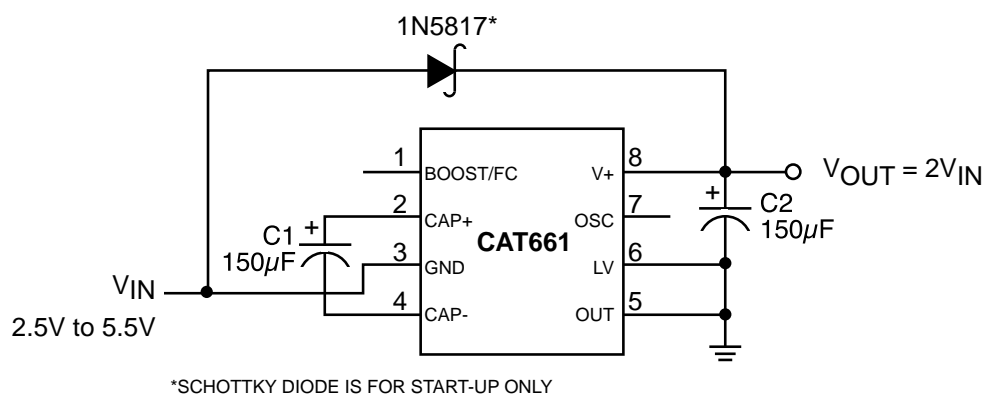 1N5817*
1 BOOST/FC V+ 8
VOUT = 2VIN
2 CAP+ OSC 7
+ C1 150µF
CAT661
+ C2 150µF
3 GND LV 6
VIN
2.5V to 5.5V
4 CAP- OUT 5
*SCHOTTKY DIODE IS FOR START-UP ONLY